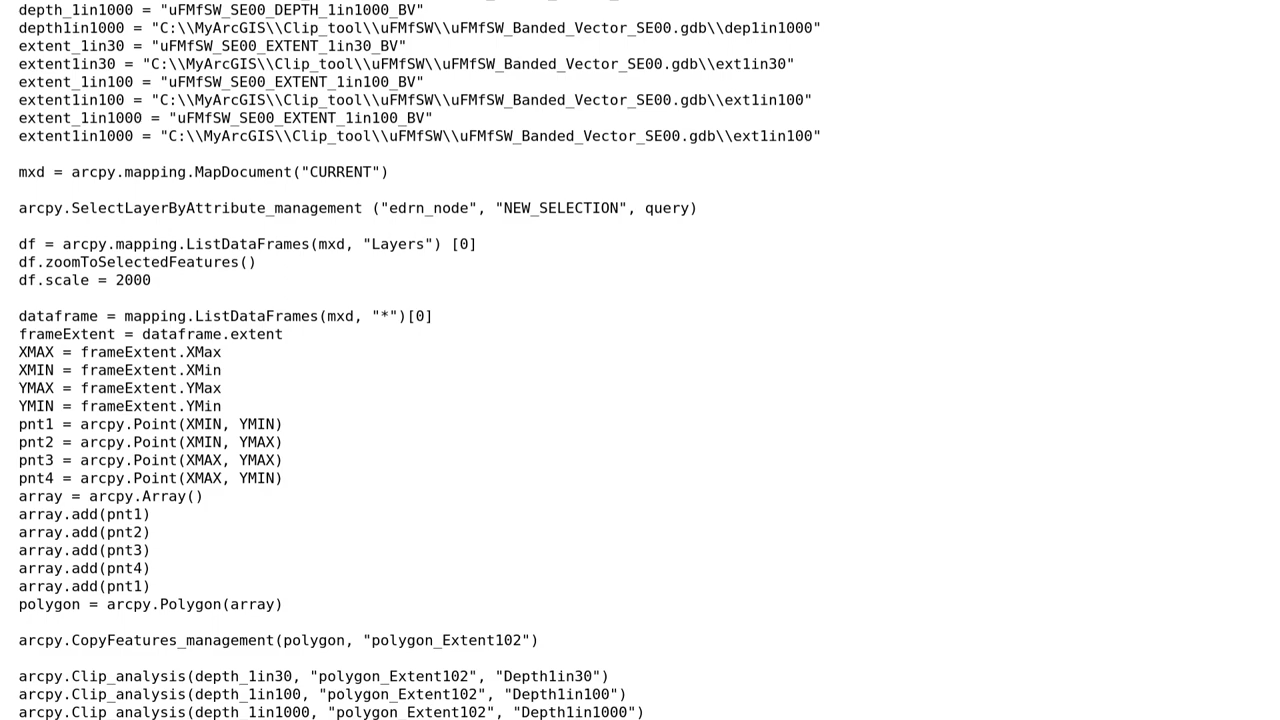 depth_1in1000 = "uFMfSW_SE00_DEPTH_1in1000_BV"
depth1in1000 = "C:\\MyArcGIS\\Clip_tool\\uFMfSW\\uFMfSW_Banded_Vector_SE00.gdb\\dep1in1000"
extent_1in30 = "uFMfSW_SE00_EXTENT_1in30_BV"
extent1in30 = "C:\\MyArcGIS\\Clip_tool\\uFMfSW\\uFMfSW_Banded_Vector_SE00.gdb\\ext1in30"
extent_1in100 = "uFMfSW_SE00_EXTENT_1in100_BV"
extent1in100 = "C:\\MyArcGIS\\Clip_tool\\uFMfSW\\uFMfSW_Banded_Vector_SE00.gdb\\ext1in100"
extent_1in1000 = "uFMfSW_SE00_EXTENT_1in100_BV"
extent1in1000 = "C:\\MyArcGIS\\Clip_tool\\uFMfSW\\uFMfSW_Banded_Vector_SE00.gdb\\ext1in100"
mxd = arcpy.mapping.MapDocument("CURRENT")
arcpy.SelectLayerByAttribute_management ("edrn_node", "NEW_SELECTION", query)
df = arcpy.mapping.ListDataFrames(mxd, "Layers") [0]
df.zoomToSelectedFeatures()
df.scale = 2000
dataframe = mapping.ListDataFrames(mxd, "*")[0]
frameExtent = dataframe.extent
XMAX = frameExtent.XMax
XMIN = frameExtent.XMin
YMAX = frameExtent.YMax
YMIN = frameExtent.YMin
pnt1 = arcpy.Point(XMIN, YMIN)
pnt2 = arcpy.Point(XMIN, YMAX)
pnt3 = arcpy.Point(XMAX, YMAX)
pnt4 = arcpy.Point(XMAX, YMIN)
array = arcpy.Array()
array.add(pnt1)
array.add(pnt2)
array.add(pnt3)
array.add(pnt4)
array.add(pnt1)
polygon = arcpy.Polygon(array)
arcpy.CopyFeatures_management(polygon, "polygon_Extent102")
arcpy.Clip_analysis(depth_1in30, "polygon_Extent102", "Depth1in30")
arcpy.Clip_analysis(depth_1in100, "polygon_Extent102", "Depth1in100")
arcpy.Clip_analysis(depth_1in1000, "polygon_Extent102", "Depth1in1000")